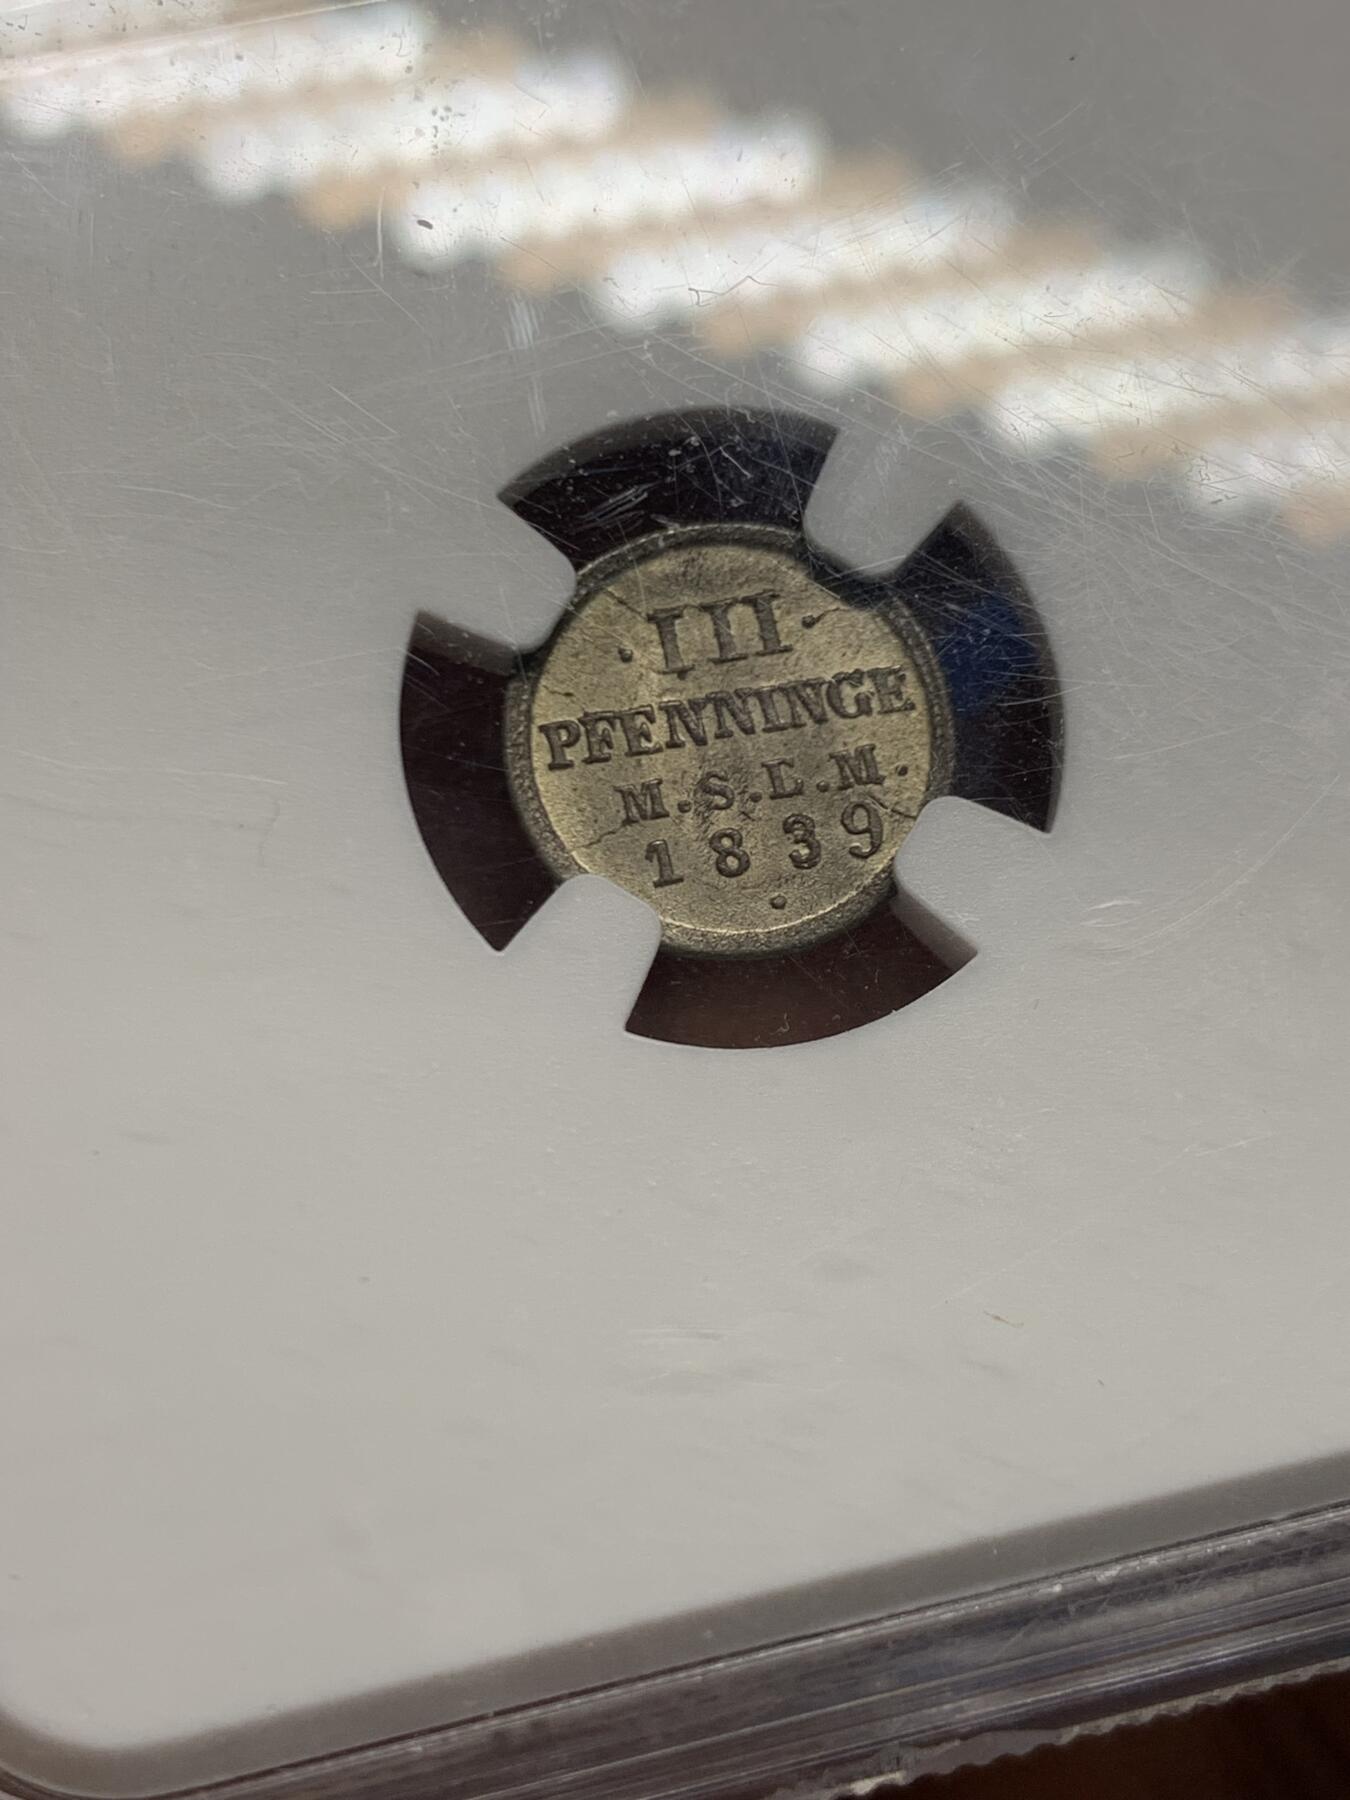 · III ·
PFENNINGE
M.S.E.M.
1839